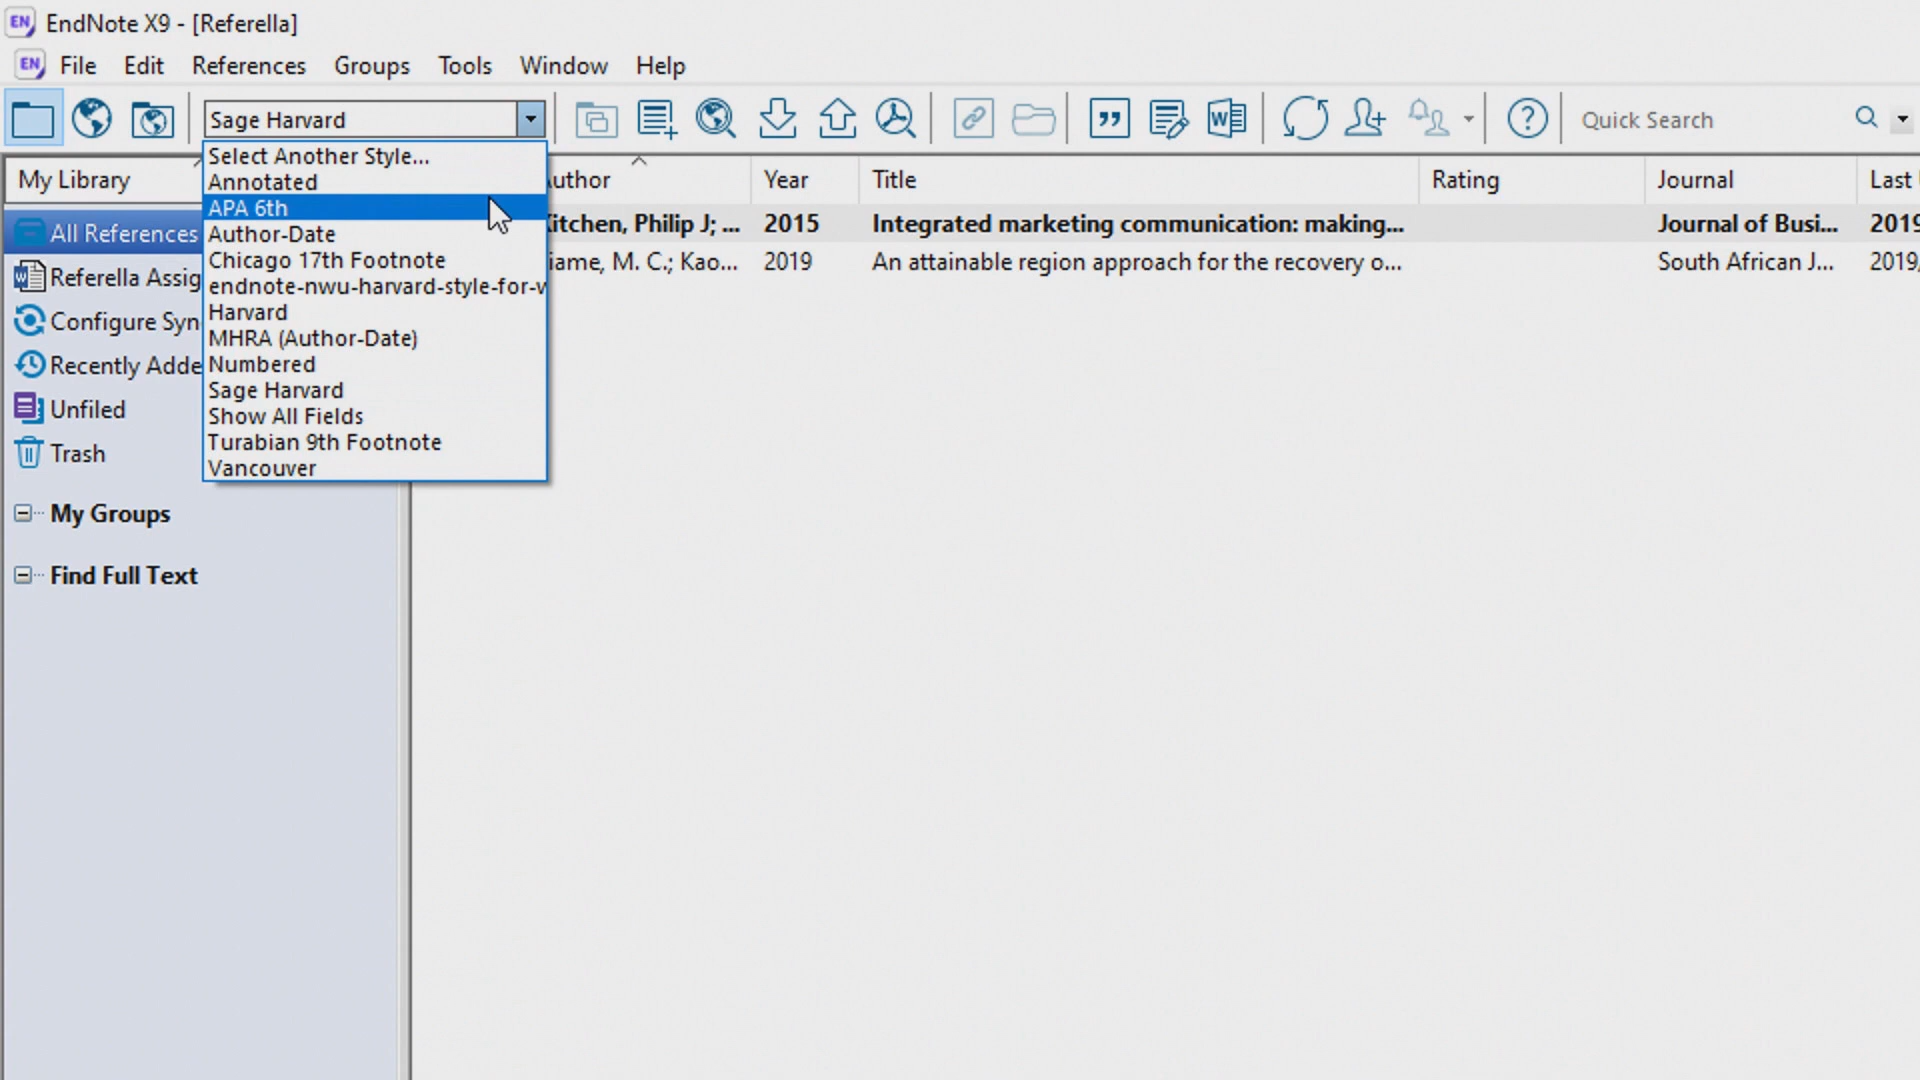 EN EndNote X9 - [Referella]
EN File Edit References Groups Tools Window Help
Sage Harvard
Quick Search
Select Another Style...
Annotated
APA 6th
Author-Date
Chicago 17th Footnote
endnote-nwu-harvard-style-for-
Harvard
MHRA (Author-Date)
Numbered
Sage Harvard
Show All Fields
Turabian 9th Footnote
Vancouver
My Library
All References
Referella Assig
Configure Syn
Recently Adde
Unfiled
Trash
My Groups
Find Full Text
uthor Year Title Rating Journal Last
Kitchen, Philip J; ... 2015 Integrated marketing communication: making... Journal of Busi... 2019
iame, M. C.; Kao... 2019 An attainable region approach for the recovery o... South African J... 2019/